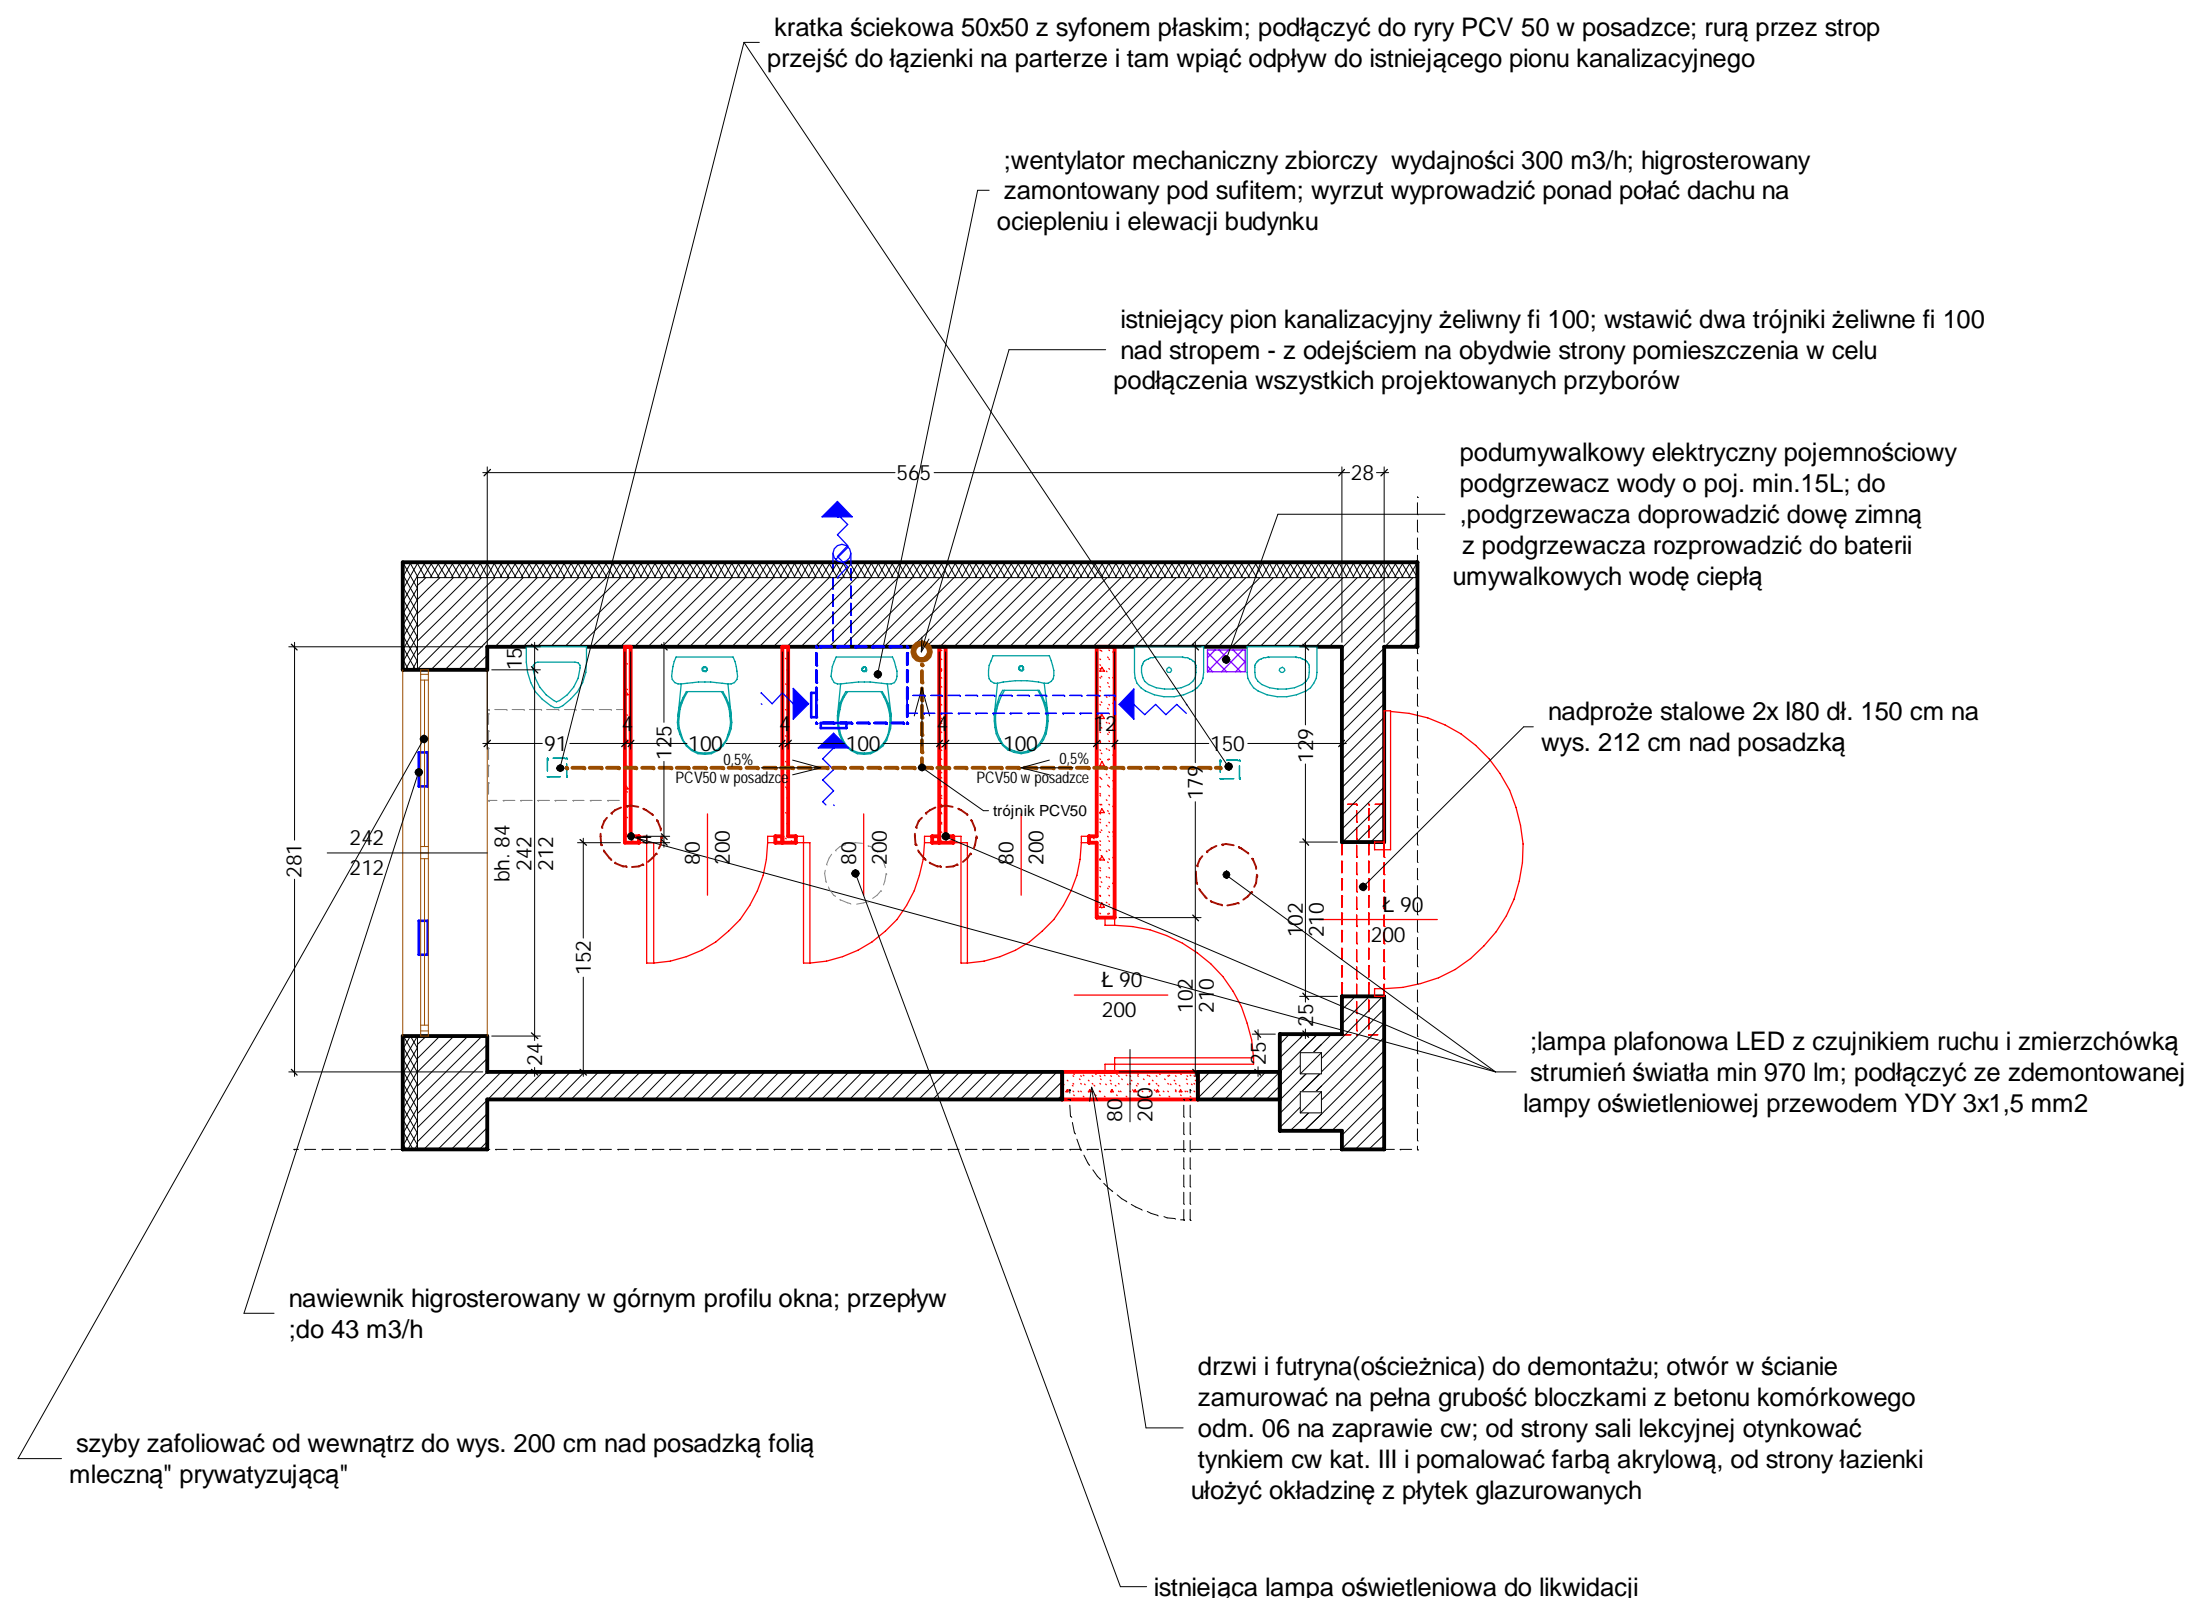 kratka ściekowa 50x50 z syfonem płaskim; podłączyć do ryry PCV 50 w posadzce; rurą przez strop
przejść do łązienki na parterze i tam wpiąć odpływ do istniejącego pionu kanalizacyjnego
;wentylator mechaniczny zbiorczy  wydajności 300 m3/h; higrosterowany
zamontowany pod sufitem; wyrzut wyprowadzić ponad połać dachu na
ociepleniu i elewacji budynku
istniejący pion kanalizacyjny żeliwny fi 100; wstawić dwa trójniki żeliwne fi 100
nad stropem - z odejściem na obydwie strony pomieszczenia w celu
podłączenia wszystkich projektowanych przyborów
podumywalkowy elektryczny pojemnościowy
podgrzewacz wody o poj. min.15L; do
,podgrzewacza doprowadzić dowę zimną
z podgrzewacza rozprowadzić do baterii
umywalkowych wodę ciepłą
565
28
nadproże stalowe 2x I80 dł. 150 cm na
wys. 212 cm nad posadzką
15
4
4
4
12
91
125
100
100
100
150
129
179
0,5%
PCV50 w posadzce
0,5%
PCV50 w posadzce
trójnik PCV50
281
242
212
bh. 84
242
212
80
200
80
200
80
200
152
24
Ł 90
200
102
210
102
210
Ł 90
200
25
25
80
200
;lampa plafonowa LED z czujnikiem ruchu i zmierzchówką
strumień światła min 970 lm; podłączyć ze zdemontowanej
lampy oświetleniowej przewodem YDY 3x1,5 mm2
nawiewnik higrosterowany w górnym profilu okna; przepływ
;do 43 m3/h
drzwi i futryna(ościeżnica) do demontażu; otwór w ścianie
zamurować na pełna grubość bloczkami z betonu komórkowego
odm. 06 na zaprawie cw; od strony sali lekcyjnej otynkować
tynkiem cw kat. III i pomalować farbą akrylową, od strony łazienki
ułożyć okładzinę z płytek glazurowanych
szyby zafoliować od wewnątrz do wys. 200 cm nad posadzką folią
mleczną" prywatyzującą"
istniejąca lampa oświetleniowa do likwidacji